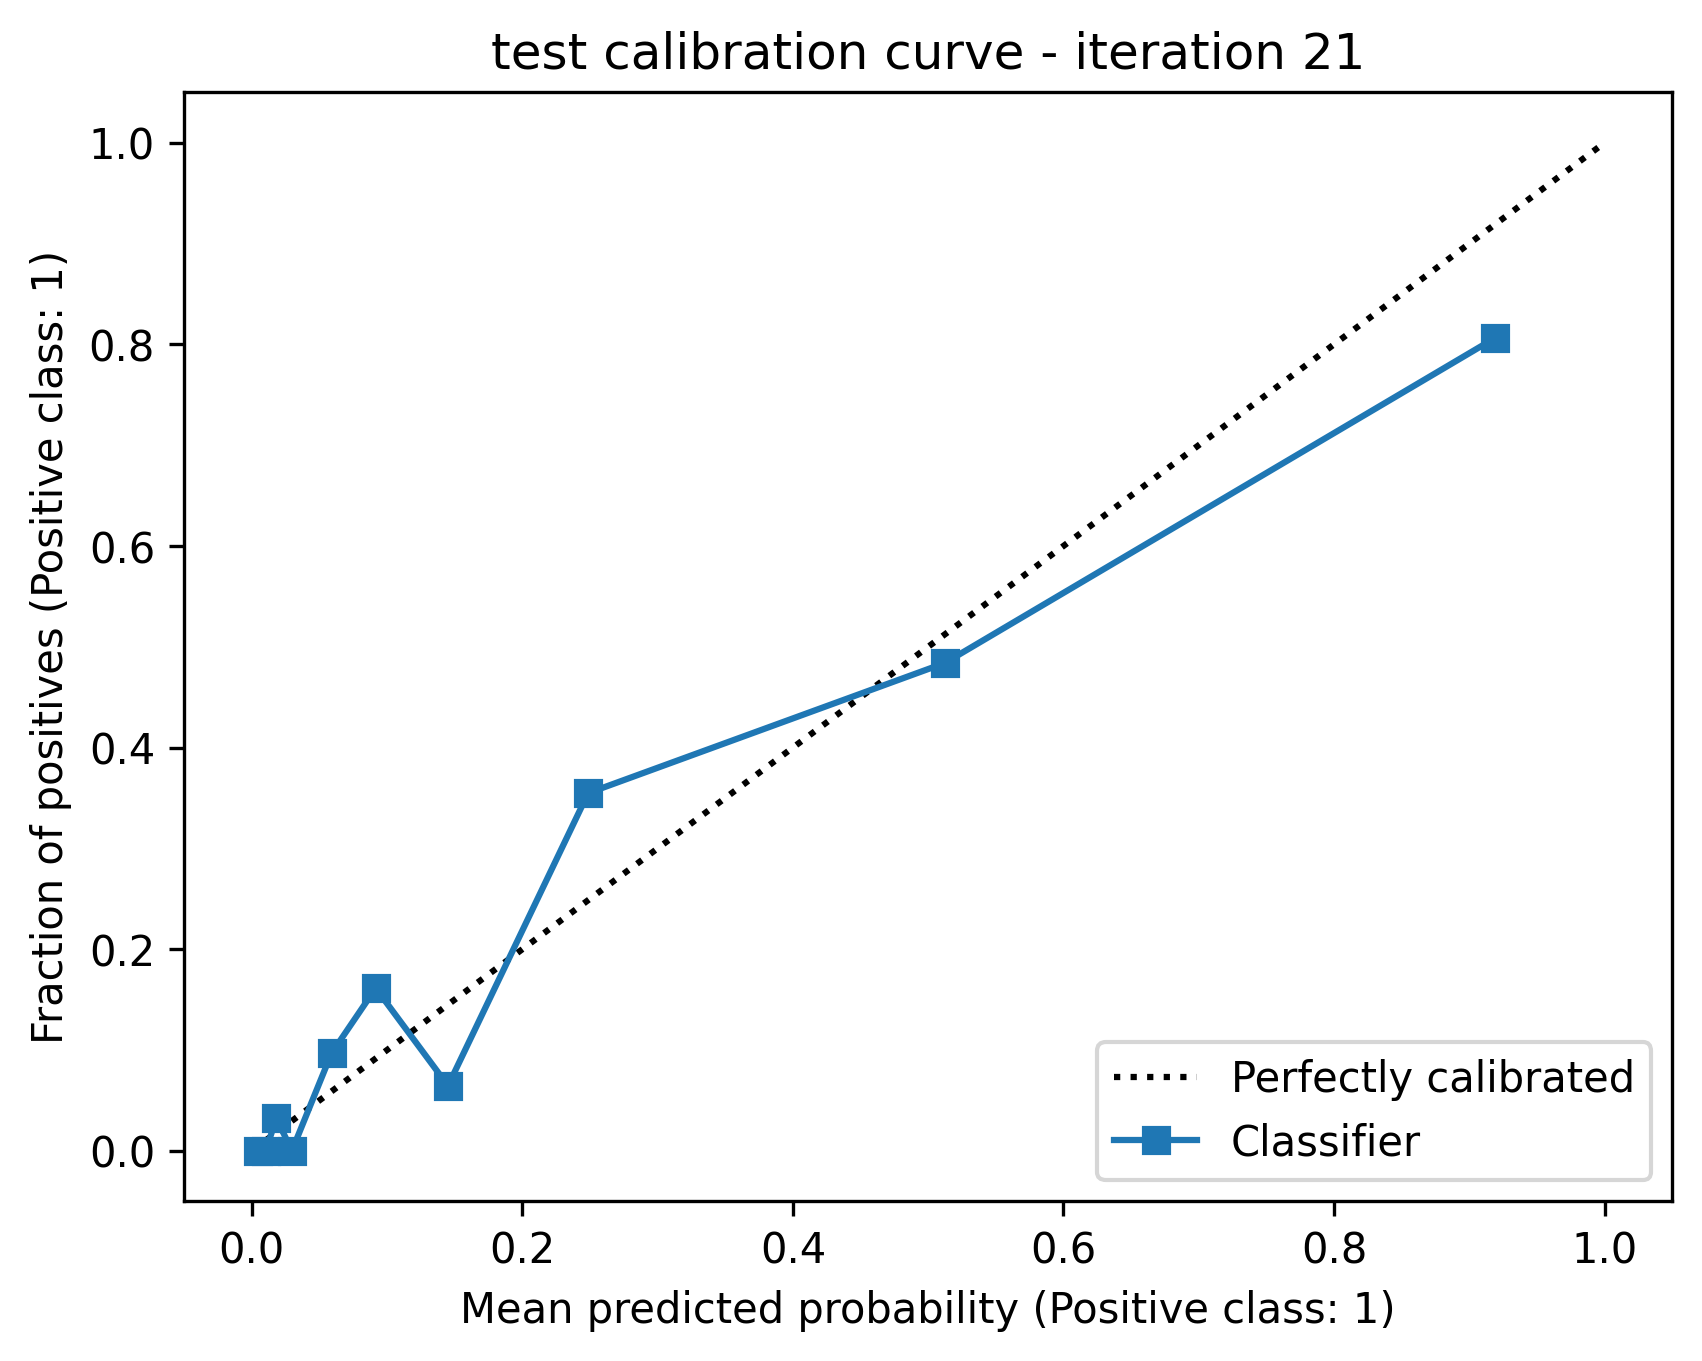 test calibration curve - iteration 21
Fraction of positives (Positive class: 1)
1.0
0.8
0.6
0.4
0.2
0.0
Perfectly calibrated
Classifier
0.0 0.2 0.4 0.6 0.8 1.0
Mean predicted probability (Positive class: 1)